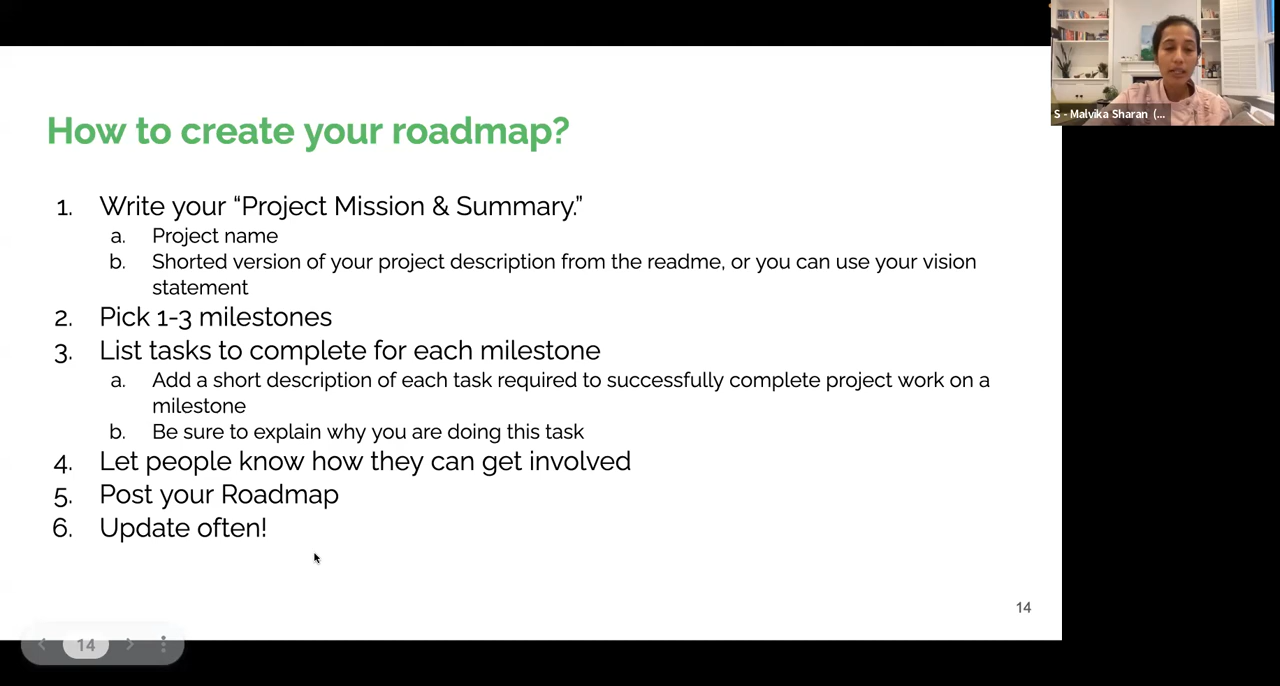 How to create your roadmap?
1. Write your “Project Mission & Summary.”
a. Project name
b. Shorted version of your project description from the readme, or you can use your vision
statement
2. Pick 1-3 milestones
3. List tasks to complete for each milestone
a. Add a short description of each task required to successfully complete project work on a
milestone
b. Be sure to explain why you are doing this task
4. Let people know how they can get involved
5. Post your Roadmap
6. Update often!
14
14
S - Malvika Sharan (...